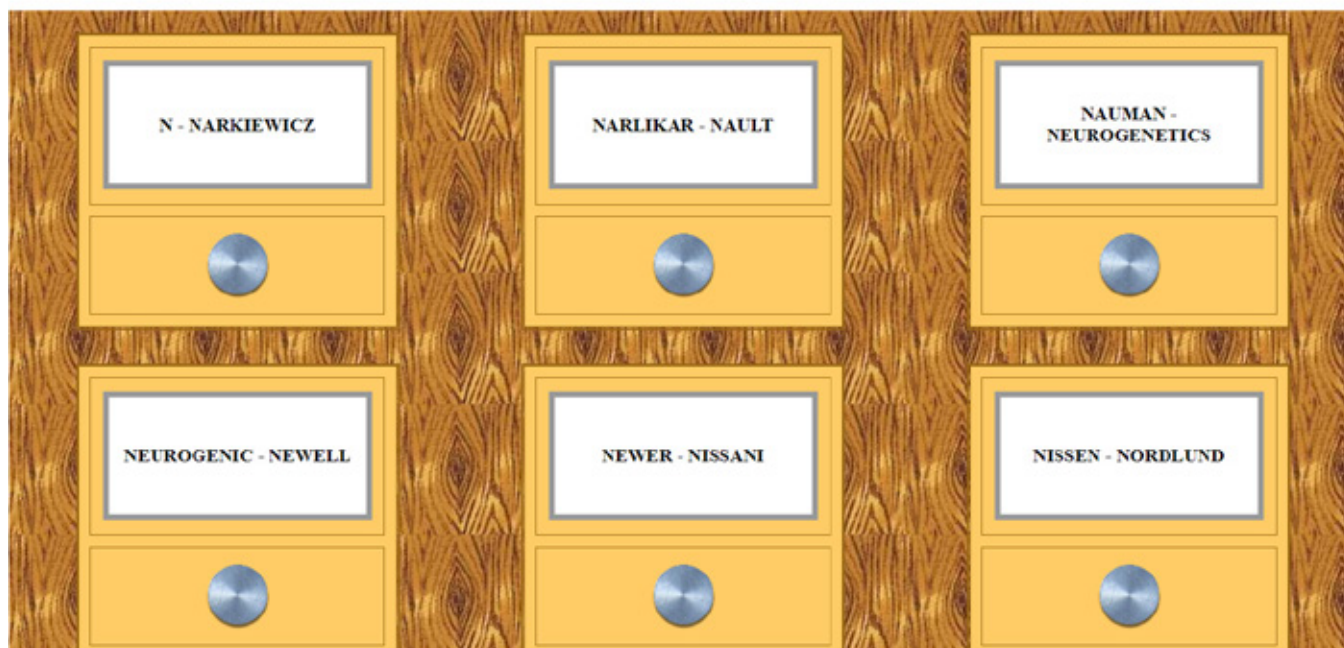 N - NARKIEWICZ
NARLIKAR - NAULT
NAUMAN -
NEUROGENETICS
NEUROGENIC - NEWELL
NEWER - NISSANI
NISSEN - NORDLUND